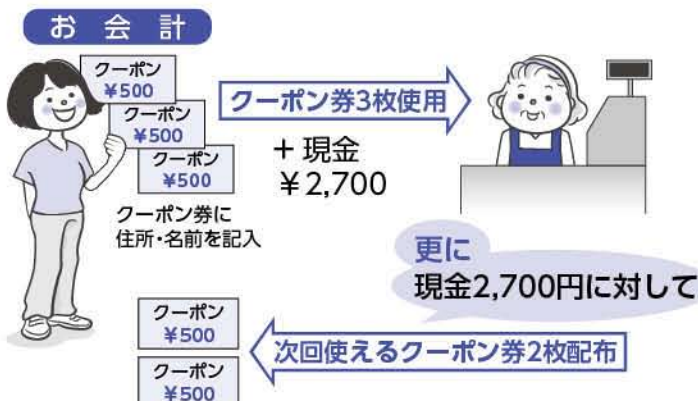 お会計
クーポン
¥500
クーポン
¥500
クーポン
¥500
クーポン券に
住所・名前を記入
クーポン券3枚使用
+ 現金
¥2,700
更に
現金2,700円に対して
次回使えるクーポン券2枚配布
クーポン
¥500
クーポン
¥500